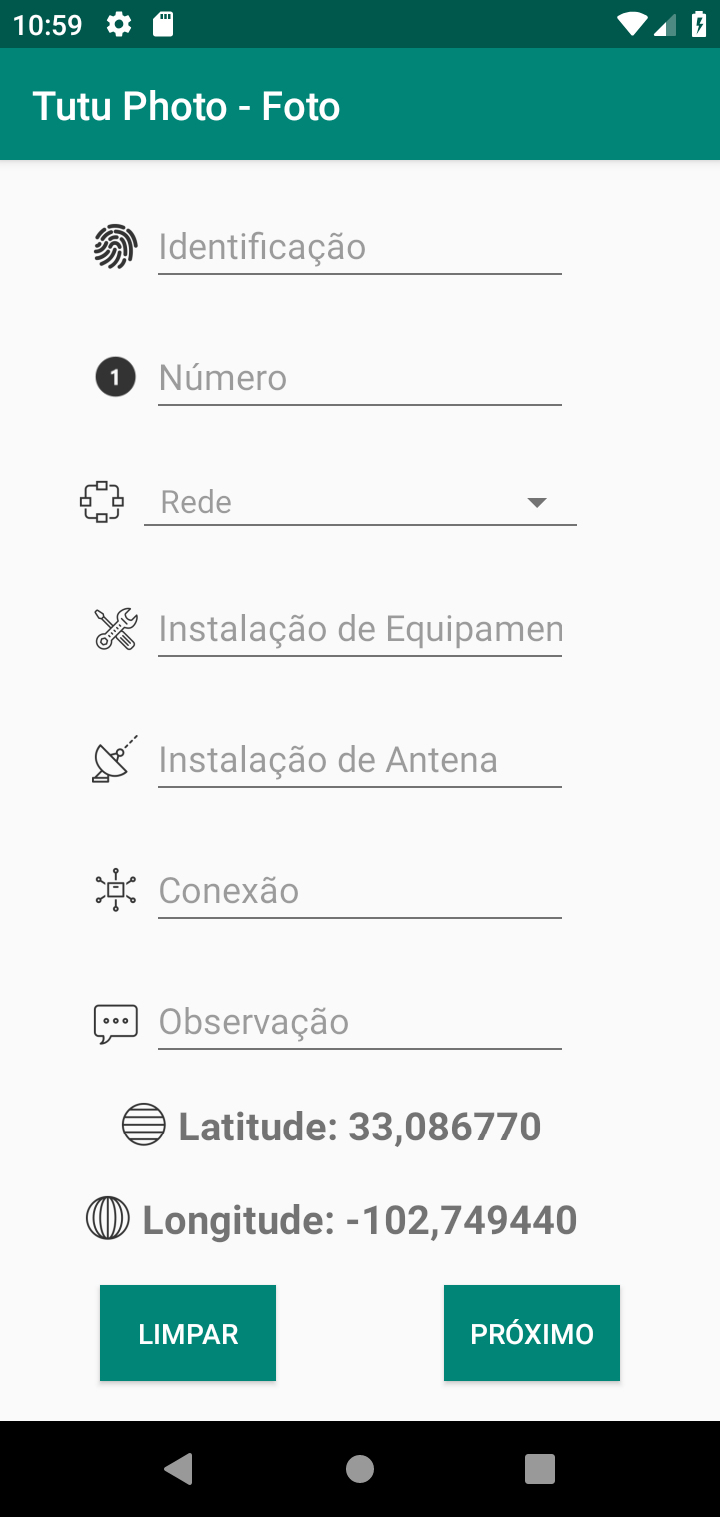 10:59
Tutu Photo - Foto
Identificação
1
Número
Rede
Instalação de Equipamen
Instalação de Antena
Conexão
Observação
Latitude: 33,086770
Longitude: -102,749440
LIMPAR
PRÓXIMO